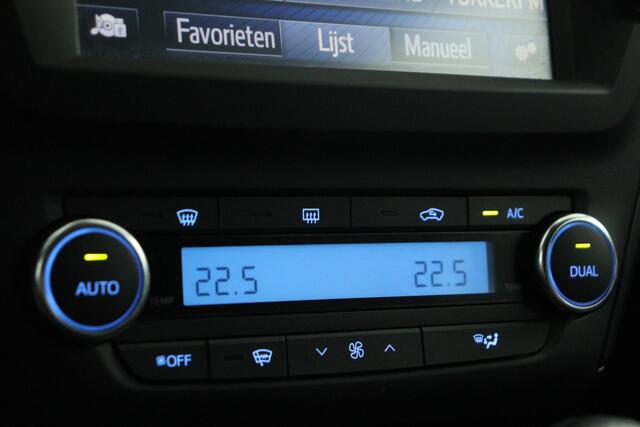 Favorieten Lijst Manueel
A/C
22.5 22.5
AUTO TEMP DUAL
OFF